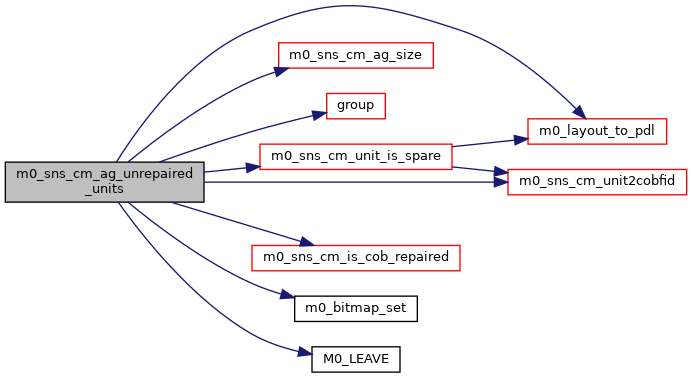 m0_sns_cm_ag_size
group
m0_layout_to_pdl
m0_sns_cm_unit_is_spare
m0_sns_cm_ag_unrepaired
_units
m0_sns_cm_unit2cobfid
m0_sns_cm_is_cob_repaired
m0_bitmap_set
M0_LEAVE